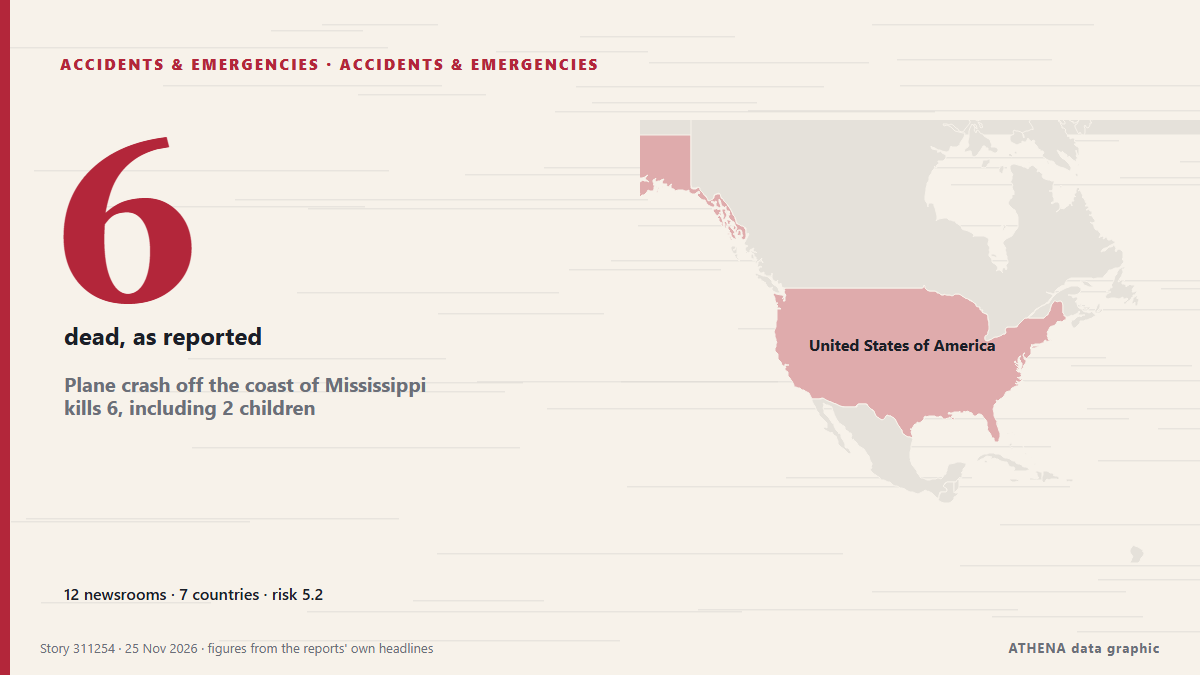 ACCIDENTS & EMERGENCIES · ACCIDENTS & EMERGENCIES
6
dead, as reported
Plane crash off the coast of Mississippi
kills 6, including 2 children
United States of America
12 newsrooms · 7 countries · risk 5.2
Story 311254 · 25 Nov 2026 · figures from the reports' own headlines
ATHENA data graphic